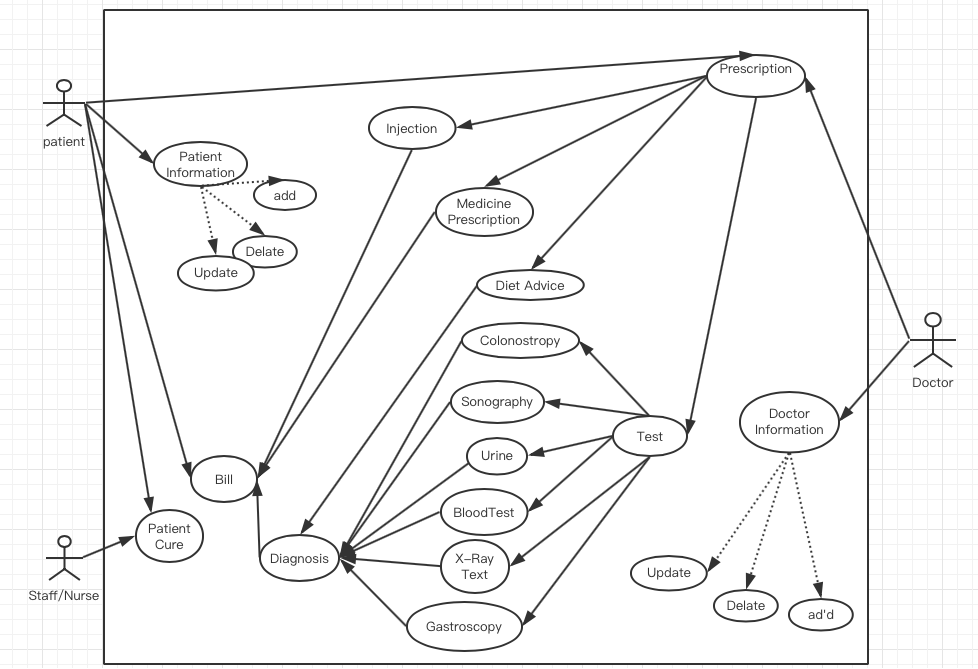 Prescription
Injection
patient
Patient
Information
add
Medicine
Prescription
Delate
Update
Diet Advice
Colonostropy
Doctor
Sonography
Doctor
Information
Test
Urine
Bill
BloodTest
Patient
Cure
Diagnosis
X-Ray
Text
Update
Staff/Nurse
Delate
ad'd
Gastroscopy